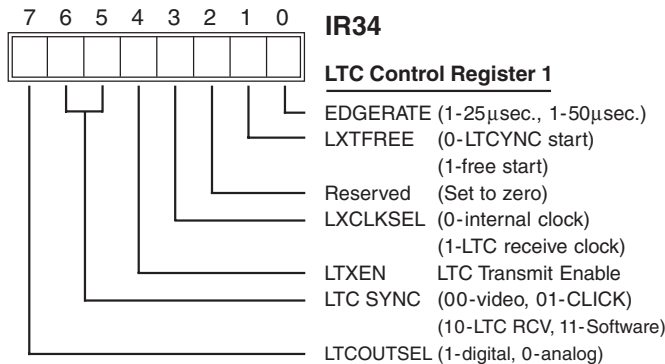 7 6 5 4 3 2 1 0
IR34
LTC Control Register 1
EDGERATE (1-25μsec., 1-50μsec.)
LXTFREE (0-LTCYNC start)
(1-free start)
Reserved (Set to zero)
LXCLKSEL (0-internal clock)
(1-LTC receive clock)
LTXEN LTC Transmit Enable
LTC SYNC (00-video, 01-CLICK)
(10-LTC RCV, 11-Software)
LTCOUTSEL (1-digital, 0-analog)